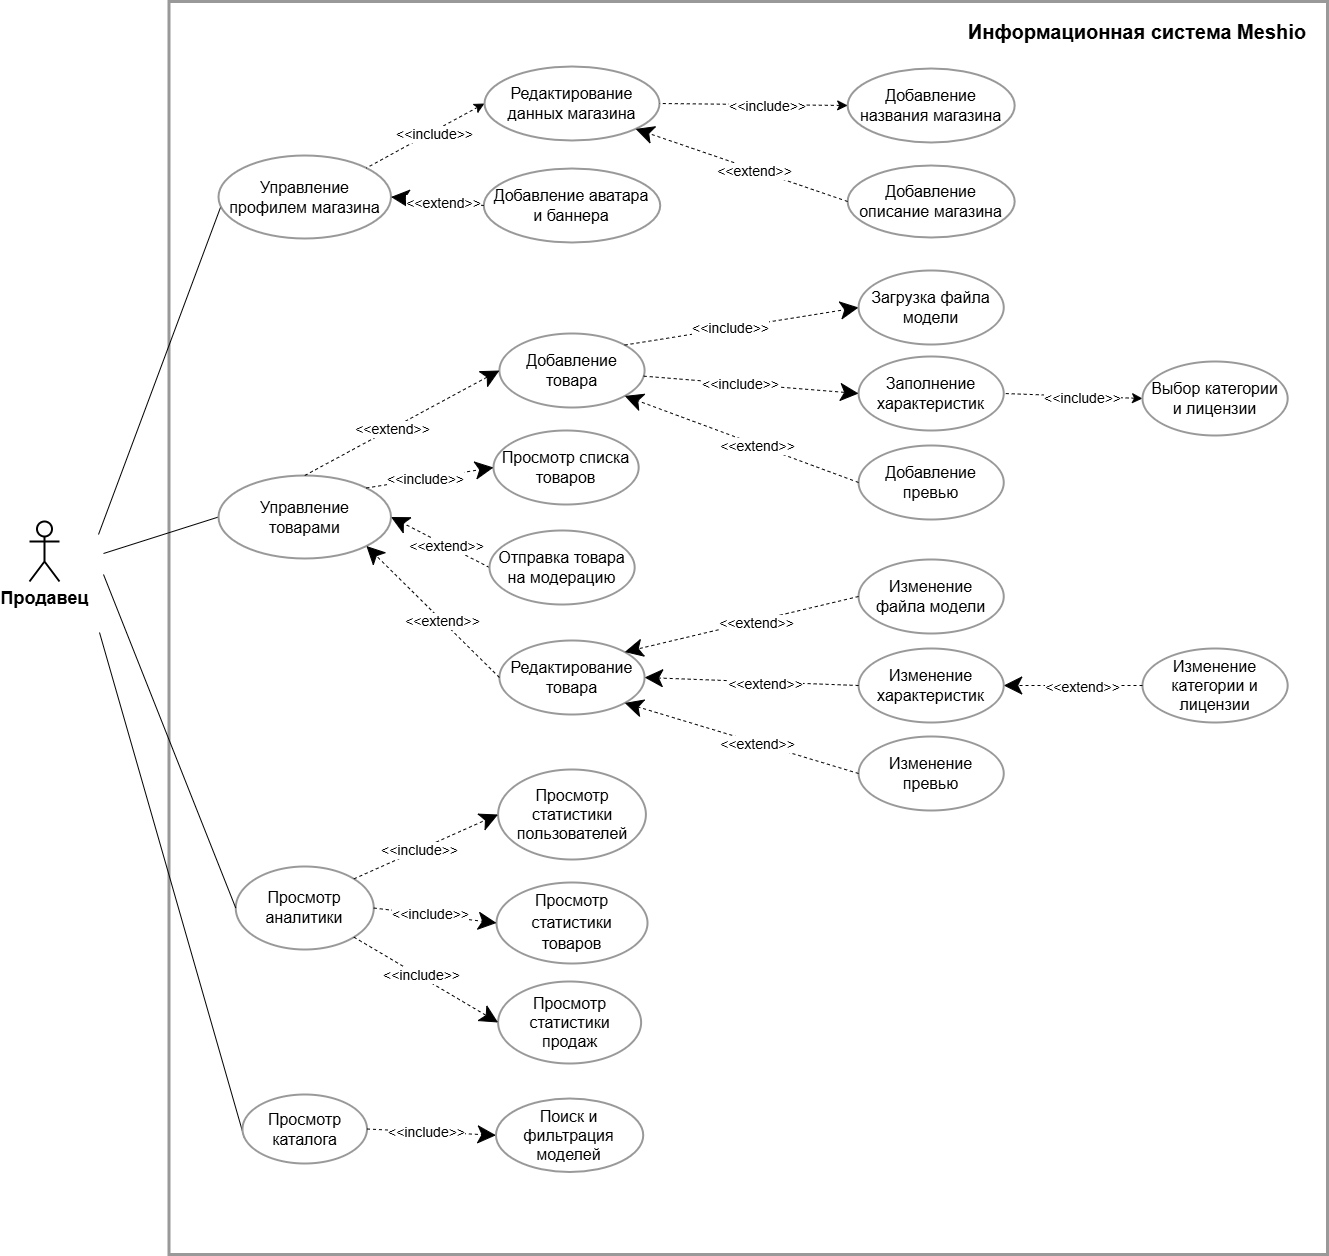 Информационная система Meshio
Редактирование
данных магазина
<<include>>
Добавление
названия магазина
<<include>>
<<extend>>
Управление
профилем магазина
<<extend>>
Добавление аватара
и баннера
Добавление
описание магазина
Загрузка файла
модели
<<include>>
Добавление
товара
<<include>>
Заполнение
характеристик
<<include>>
Выбор категории
и лицензии
<<extend>>
<<extend>>
Просмотр списка
товаров
<<include>>
Добавление
превью
Управление
товарами
<<extend>>
Отправка товара
на модерацию
Продавец
Изменение
файла модели
<<extend>>
<<extend>>
Редактирование
товара
<<extend>>
Изменение
характеристик
<<extend>>
Изменение
категории и
лицензии
<<extend>>
Изменение
превью
Просмотр
статистики
пользователей
<<include>>
Просмотр
аналитики
<<include>>
Просмотр
статистики
товаров
<<include>>
Просмотр
статистики
продаж
Просмотр
каталога
<<include>>
Поиск и
фильтрация
моделей